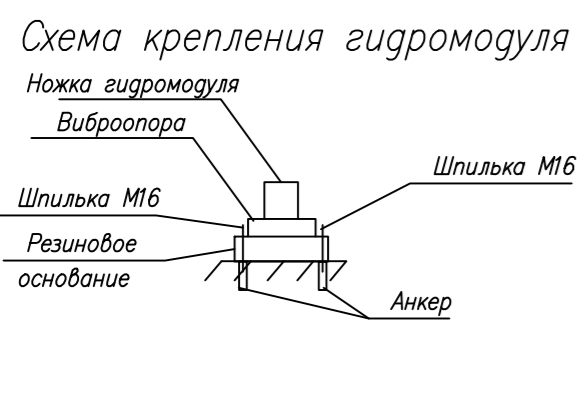 Схема крепления гидромодуля
Ножка гидромодуля
Виброопора
Шпилька М16
Шпилька М16
Резиновое
основание
Анкер